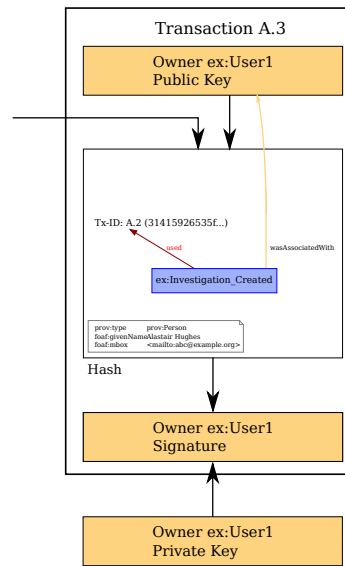 Transaction A.3
Owner ex:User1
Public Key
Tx-ID: A.2 (31415926535f...)
used
wasAssociatedWith
ex:Investigation_Created
prov:type prov:Person
foaf:givenName Alastair Hughes
foaf:mbox <mailto:abc@example.org>
Hash
Owner ex:User1
Signature
Owner ex:User1
Private Key